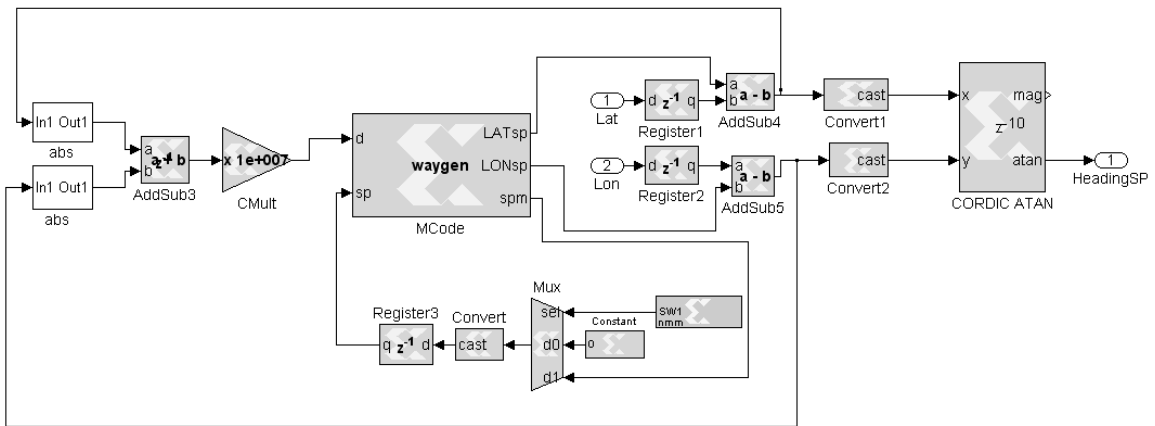 In1 Out1
abs
In1 Out1
abs
a
b
a + b
z⁻¹
AddSub3
x 1e+007
CMult
d
sp
waygen
LATsp
LONsp
spm
MCode
1
Lat
d z⁻¹ q
Register1
a
b
a - b
AddSub4
cast
Convert1
2
Lon
d z⁻¹ q
Register2
a
b
a - b
AddSub5
cast
Convert2
x
y
z⁻¹⁰
mag
atan
CORDIC ATAN
1
HeadingSP
Mux
sel
d0
d1
SW1
Constant
0
Convert
cast
Register3
q z⁻¹ d